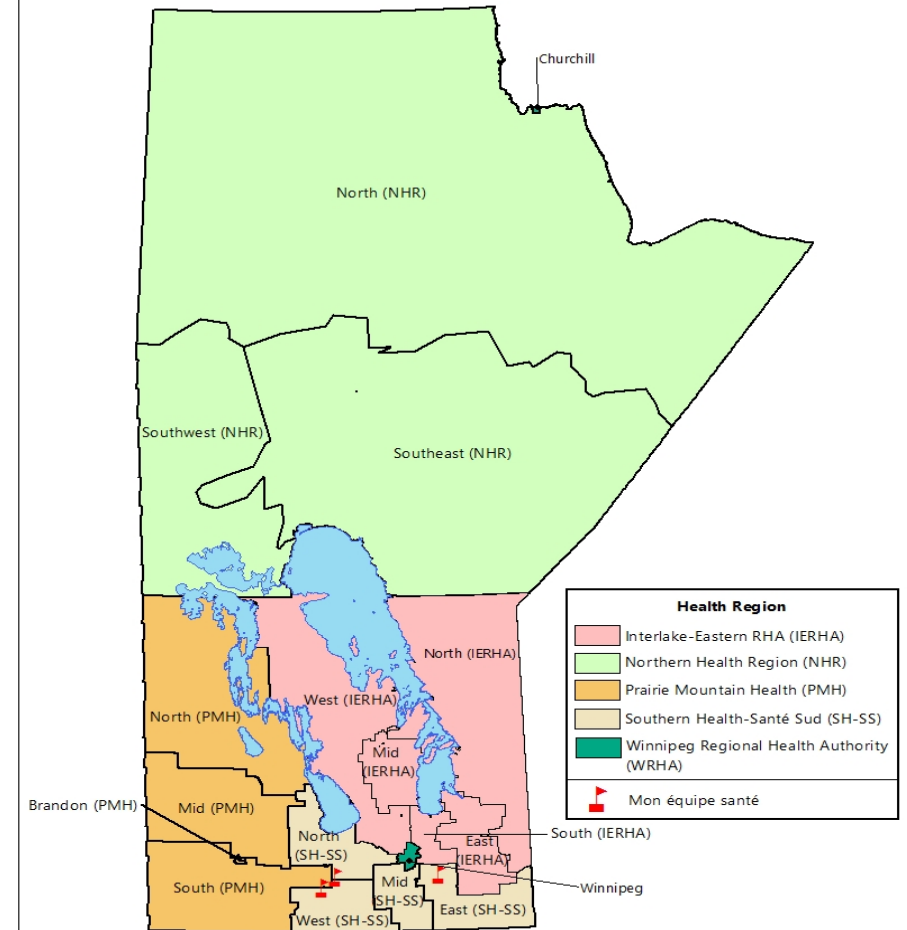 Churchill
North (NHR)
Southwest (NHR)
Southeast (NHR)
Health Region
Interlake-Eastern RHA (IERHA)
Northern Health Region (NHR)
Prairie Mountain Health (PMH)
Southern Health-Santé Sud (SH-SS)
Winnipeg Regional Health Authority
(WRHA)
Mon équipe santé
North (IERHA)
West (IERHA)
North (PMH)
Mid
(IERHA)
Brandon (PMH)
Mid (PMH)
South (IERHA)
North
(SH-SS)
East
(IERHA)
South (PMH)
Mid
(SH-SS)
Winnipeg
West (SH-SS)
East (SH-SS)